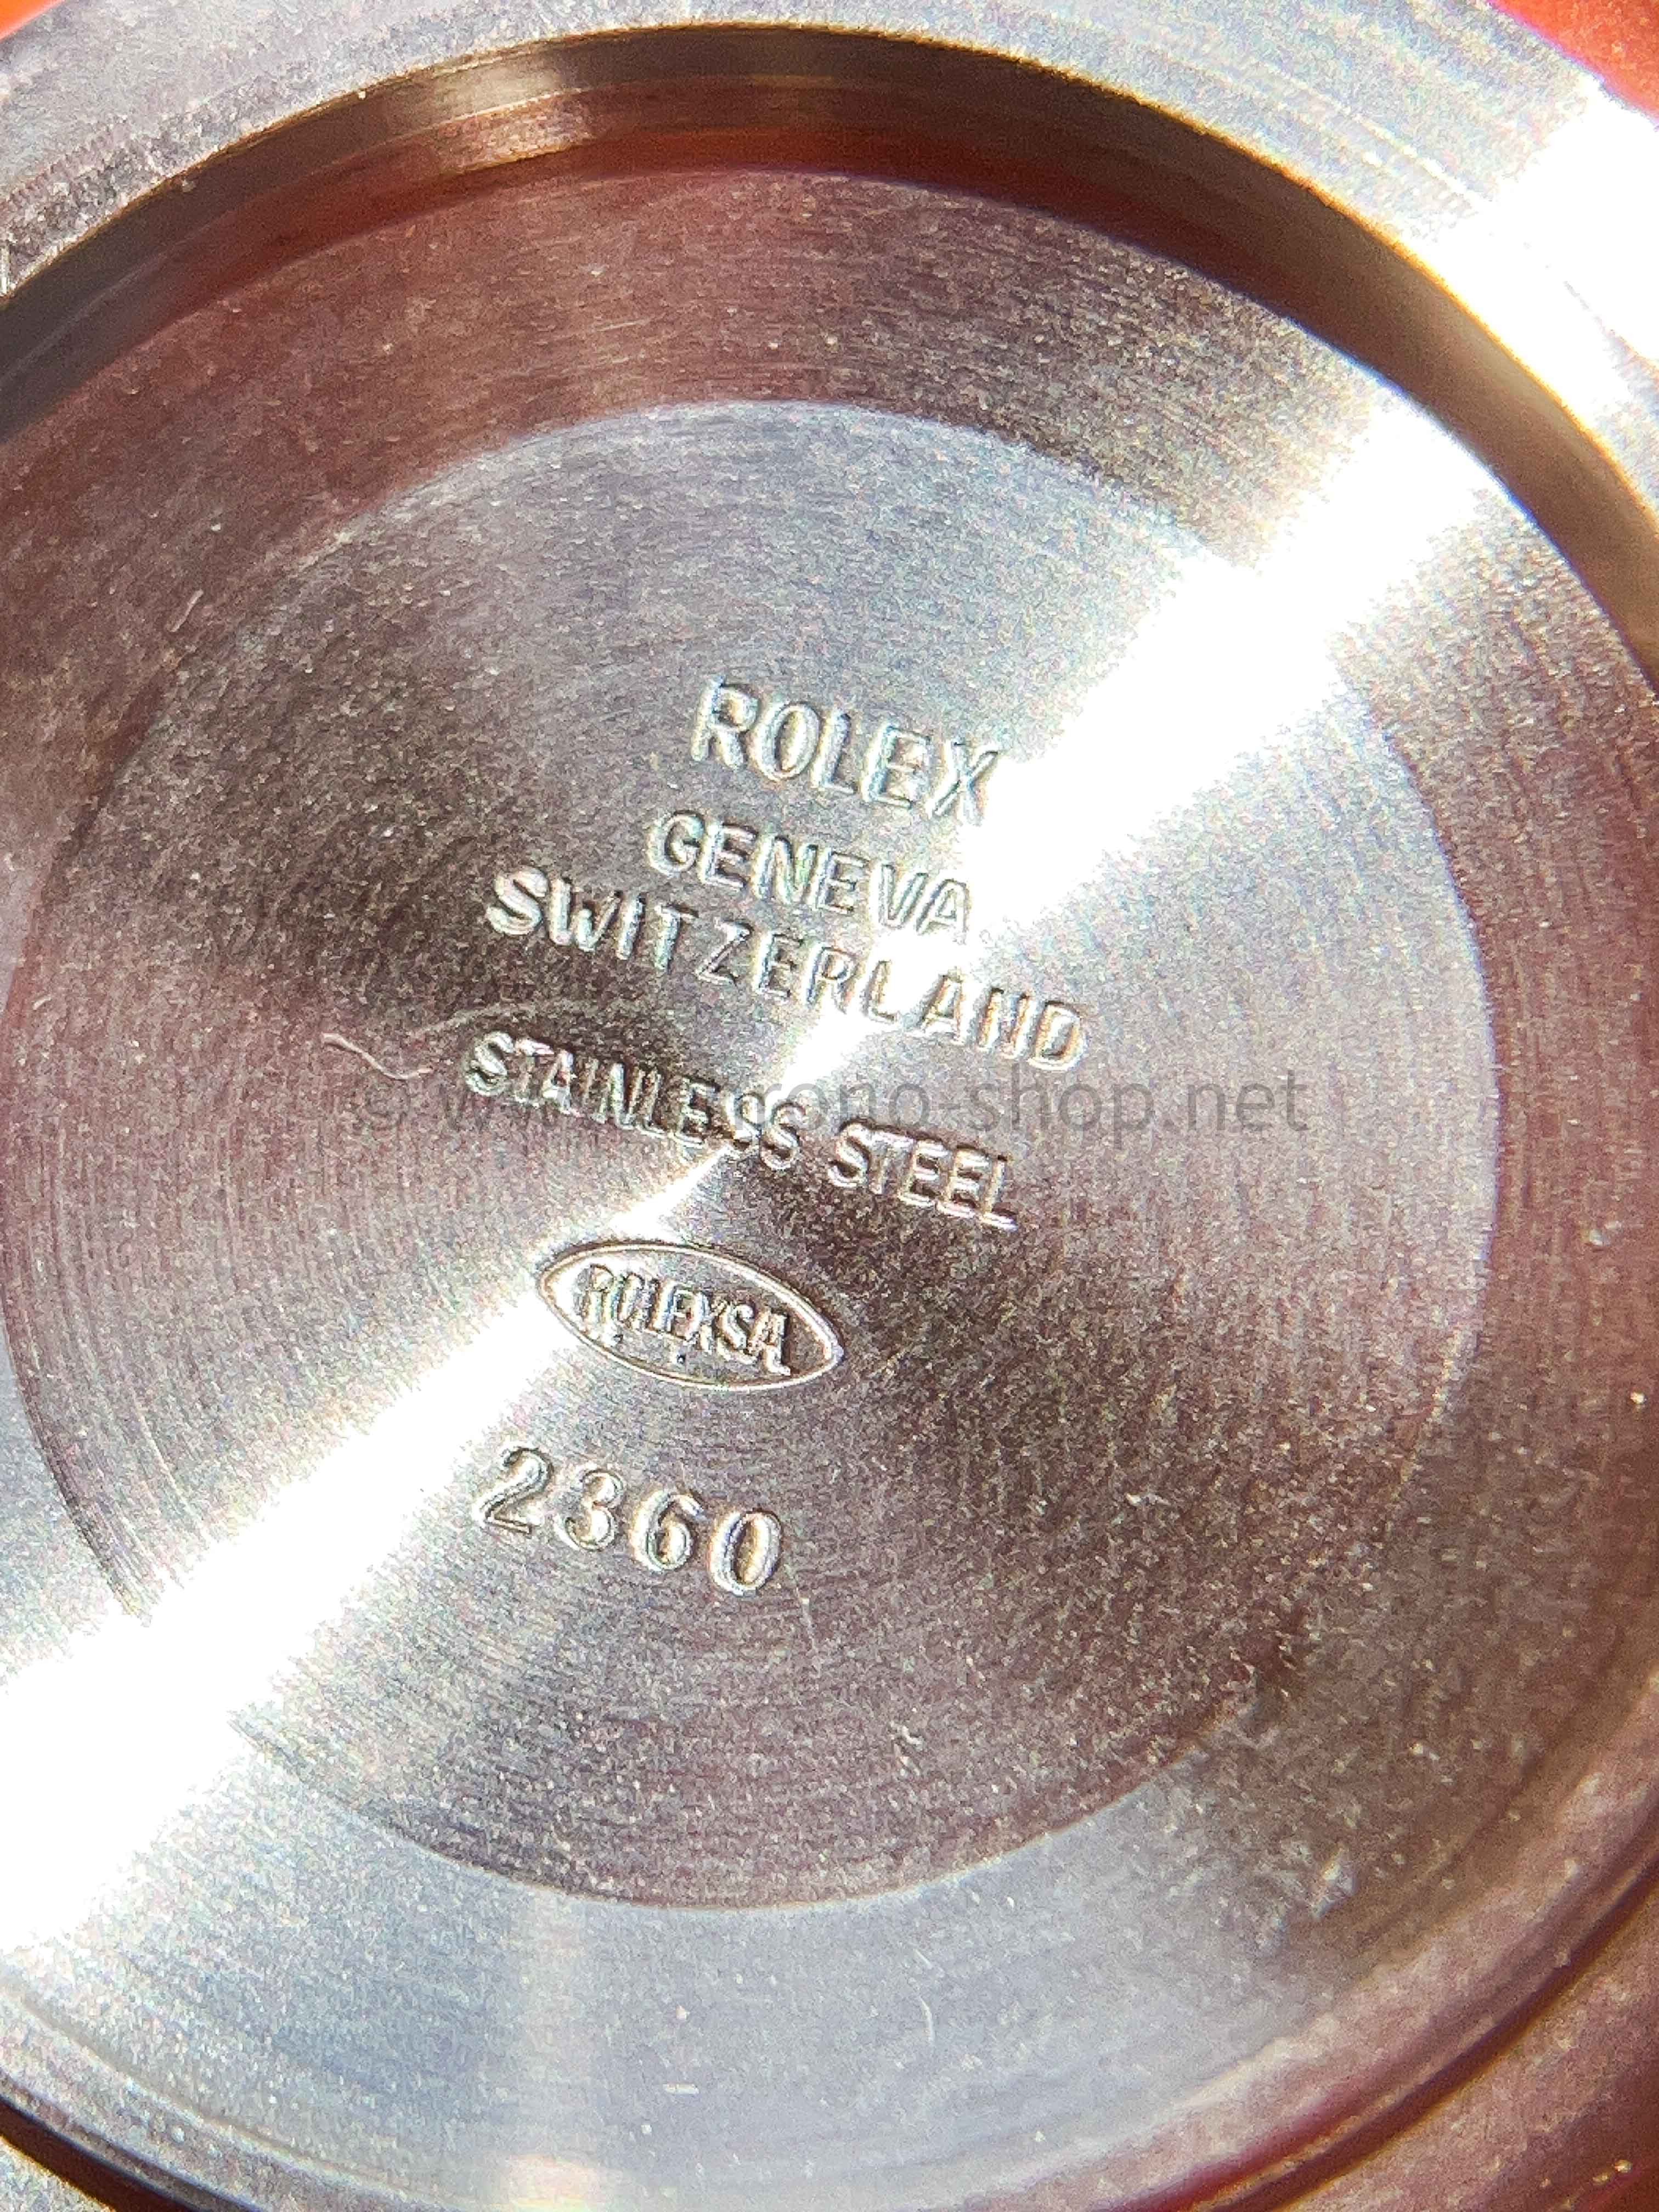 ROLEX
GENEVA
SWITZERLAND
STAINLESS STEEL
ROLEXSA
2360